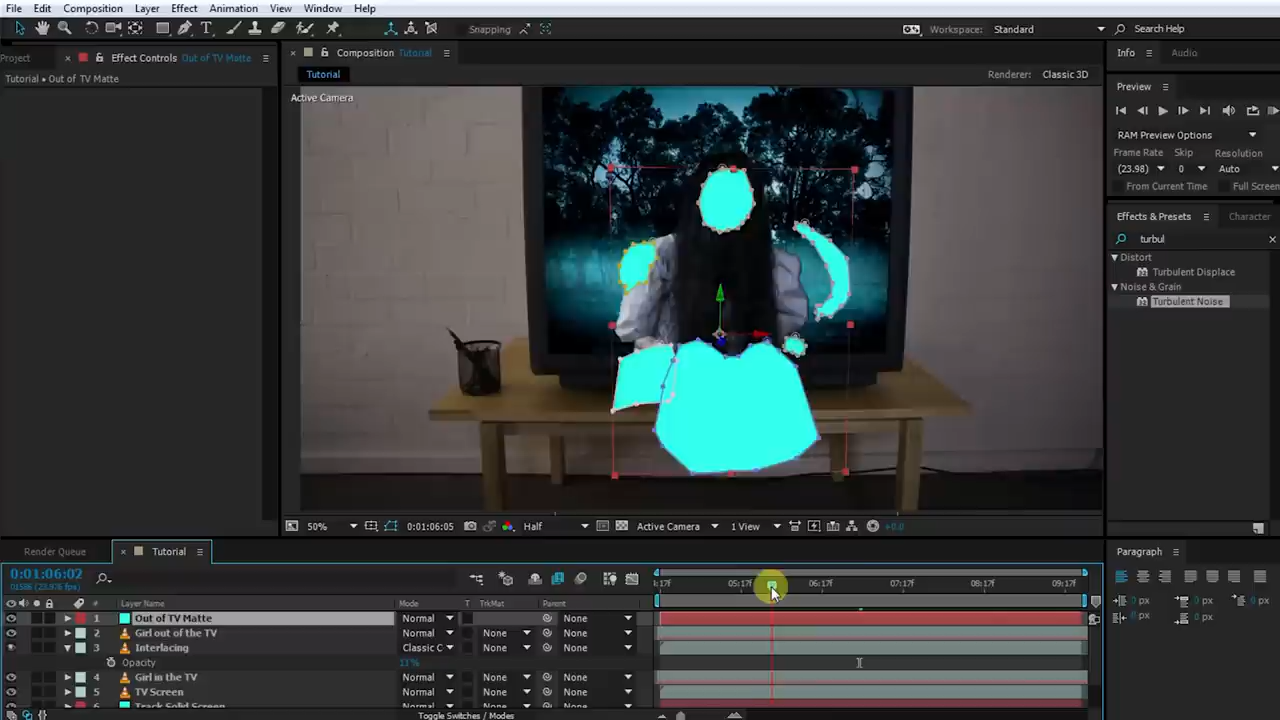 File Edit Composition Layer Effect Animation View Window Help
Snapping
Workspace: Standard
Search Help
Project
Effect Controls Out of TV Matte
Tutorial • Out of TV Matte
Composition Tutorial
Tutorial
Renderer: Classic 3D
Active Camera
Info Audio
Preview
RAM Preview Options
Frame Rate Skip Resolution
(23.98) 0 Auto
From Current Time Full Screen
Effects & Presets Character
turbul
Distort
Turbulent Displace
Noise & Grain
Turbulent Noise
50% 0:01:06:05 Half Active Camera 1 View +0.0
Render Queue Tutorial
0:01:06:02
01586 (23.976 fps)
05:17f 06:17f 07:17f 08:17f 09:17f
# Layer Name Mode T TrkMat Parent
1 Out of TV Matte Normal None
2 Girl out of the TV Normal None None
3 Interlacing Classic C None None
Opacity 11%
4 Girl in the TV Normal None None
5 TV Screen Normal None None
Track Solid Screen
Toggle Switches / Modes
Paragraph
0 px 0 px 0 px
0 px 0 px